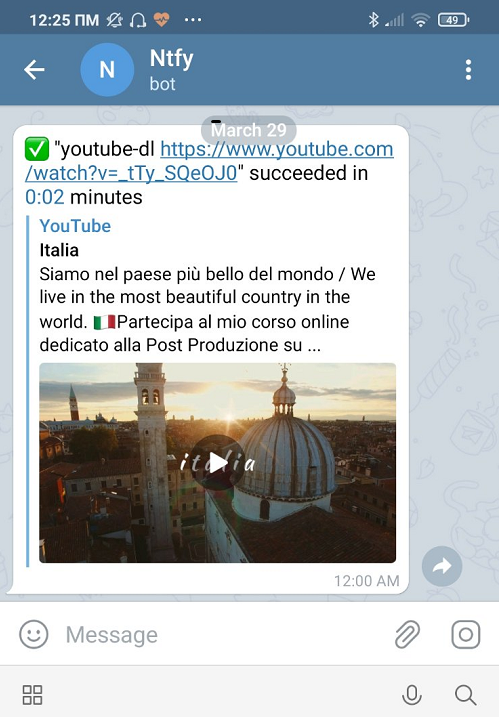 12:25 ПМ
49
N
Ntfy
bot
March 29
✅ "youtube-dl https://www.youtube.com
/watch?v=_tTy_SQeOJ0" succeeded in
0:02 minutes
YouTube
Italia
Siamo nel paese più bello del mondo / We
live in the most beautiful country in the
world. 🇮🇹Partecipa al mio corso online
dedicato alla Post Produzione su ...
italia
12:00 AM
Message